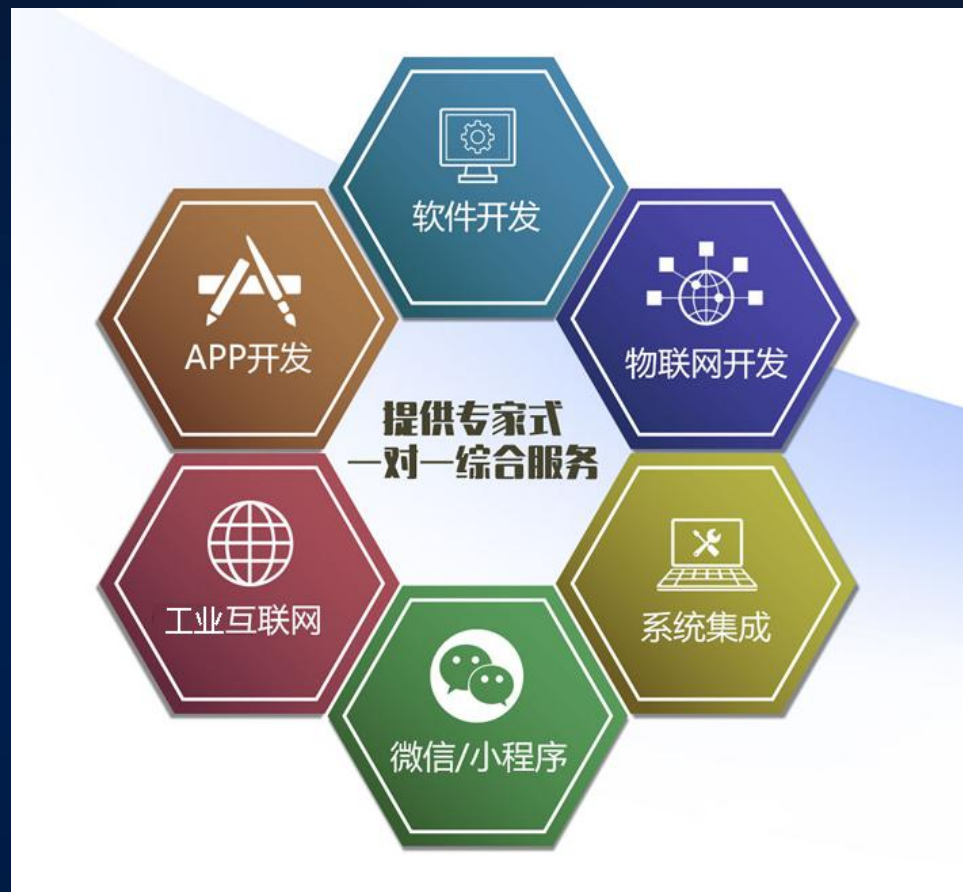 软件开发
APP开发
物联网开发
提供专家式
一对一综合服务
工业互联网
系统集成
微信/小程序